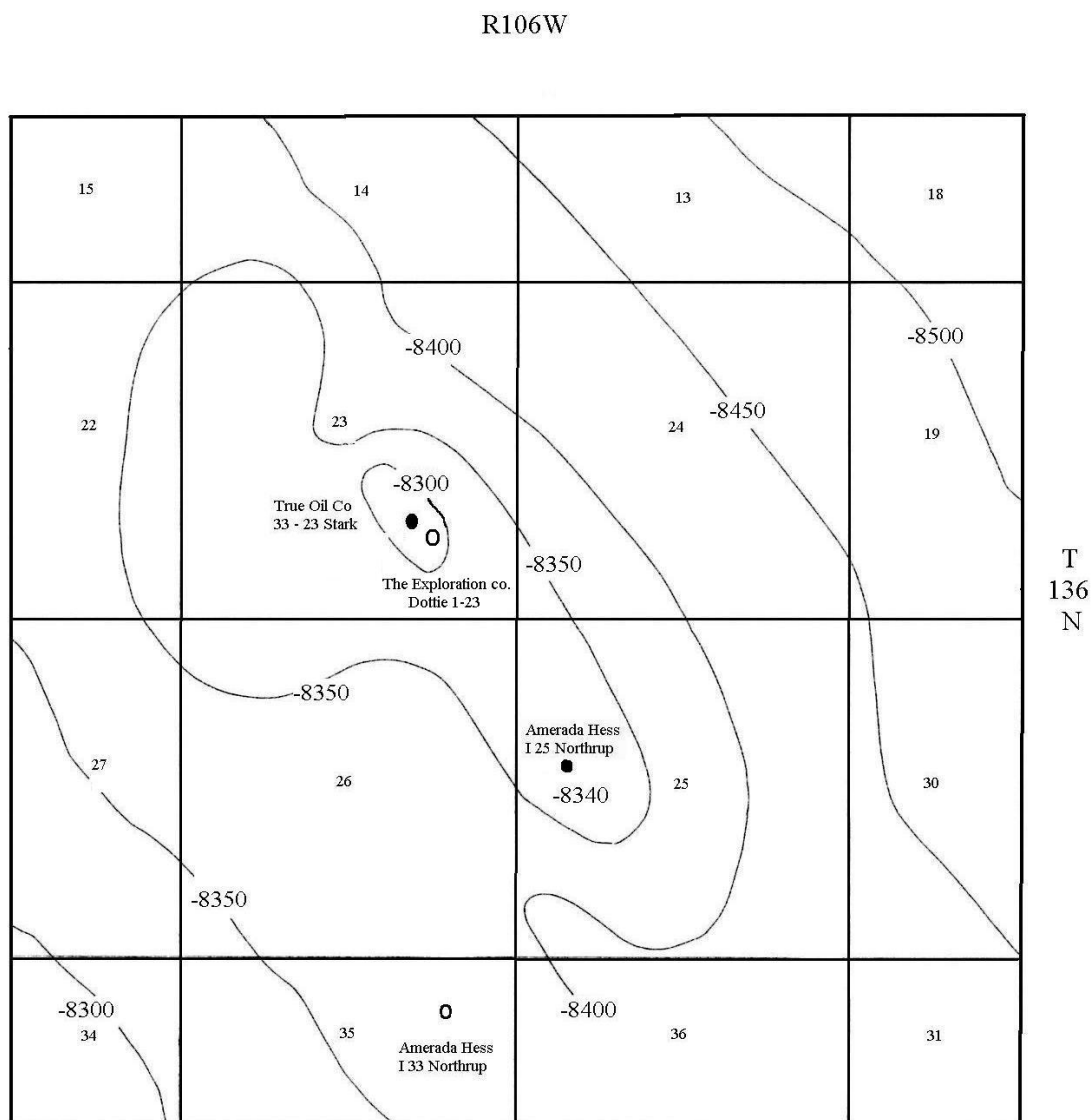 R106W
15
14
13
18
-8500
-8400
-8450
22
23
24
19
-8300
True Oil Co
33 - 23 Stark
-8350
T
136
N
The Exploration co.
Dottie 1-23
-8350
Amerada Hess
I 25 Northrup
27
26
-8340
25
30
-8350
-8300
34
35
-8400
36
31
Amerada Hess
I 33 Northrup